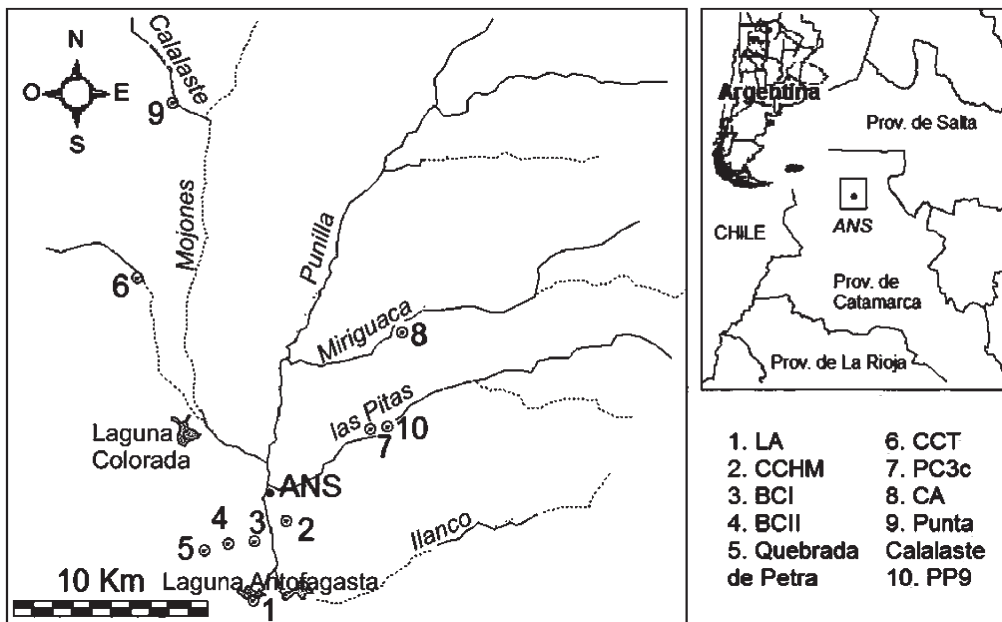 N
O E
S
Calalaste
9
Mojones
Punilla
6
Miriguaca
8
las Pitas
7 10
Laguna
Colorada
ANS
2
3
4
5
Ilanco
Laguna Antofagasta
1
10 Km
Argentina
Prov. de Salta
CHILE
ANS
Prov. de
Catamarca
Prov. de La Rioja
1. LA
2. CCHM
3. BCI
4. BCII
5. Quebrada
de Petra
6. CCT
7. PC3c
8. CA
9. Punta
Calalaste
10. PP9